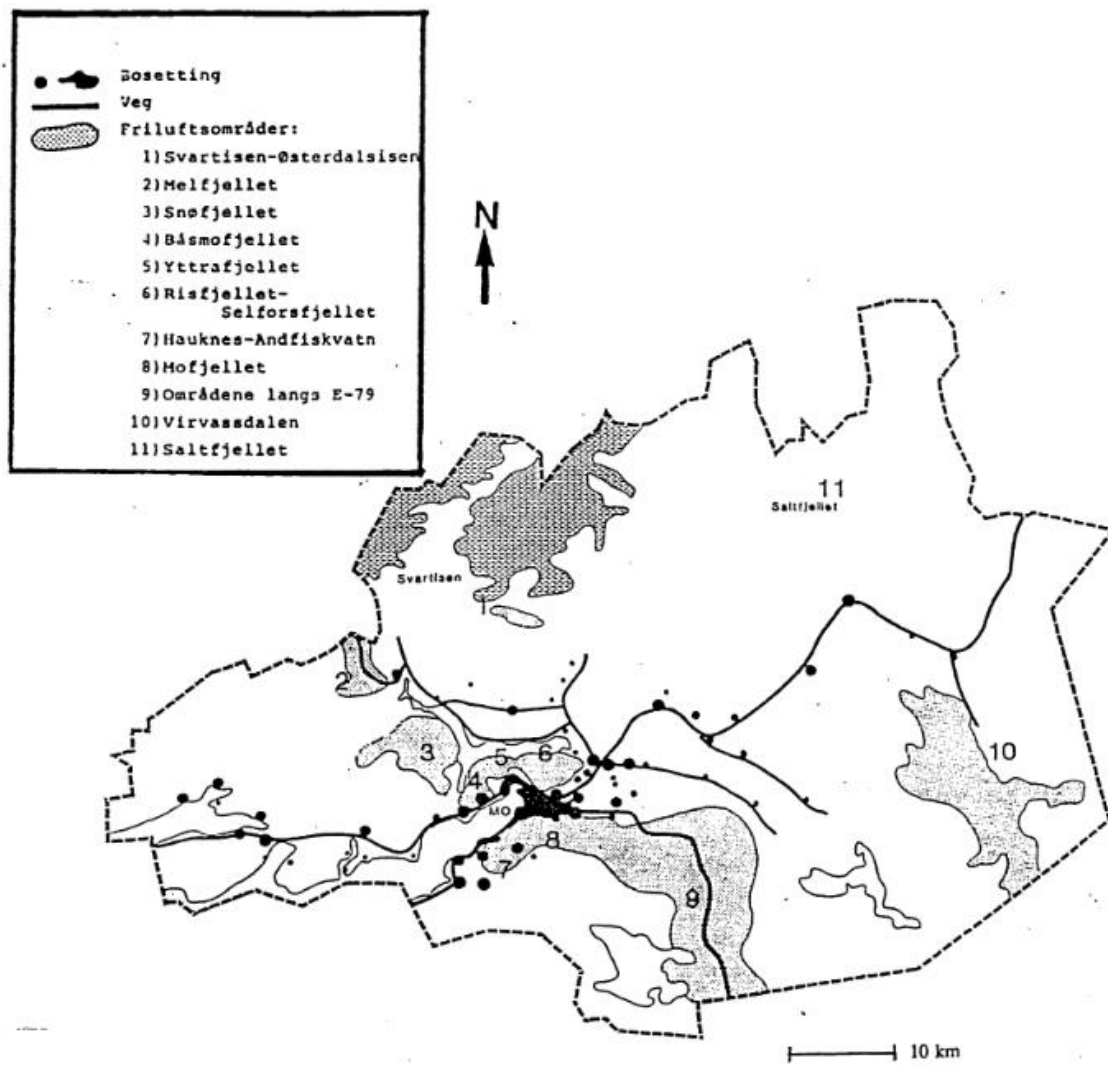 Bosetting
Veg
Friluftsområder:
1)Svartisen-Østerdalsisen
2)Melfjellet
3)Snøfjellet
4)Båsmofjellet
5)Yttrafjellet
6)Risfjellet-
Selforsfjellet
7)Hauknes-Andfiskvatn
8)Mofjellet
9)Områdene langs E-79
10)Virvassdalen
11)Saltfjellet
N
11
Saltfjellet
Svartisen
1
2
3
5
6
10
4
MO
8
7
9
10 km